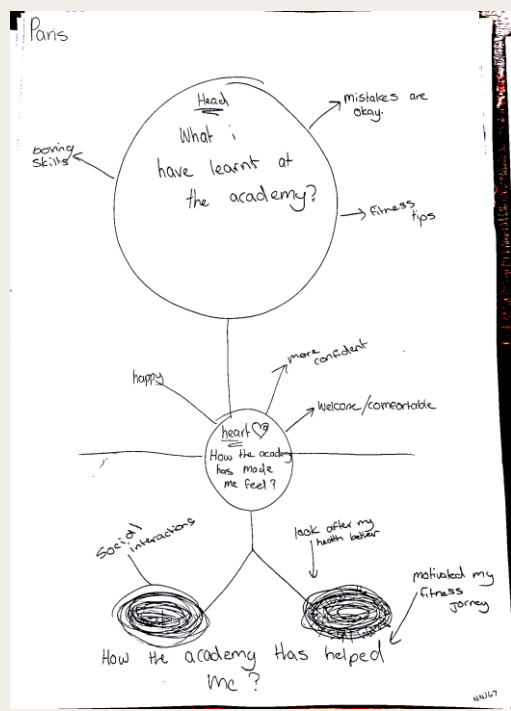 Paris
Head
What i
have learnt at
the academy?
mistakes are
okay.
boxing
skills
fitness
tips
happy
more
confident
Welcome/comfortable
heart
How the academy
has made
me feel?
Social
interactions
look after my
health better
motivated my
fitness
jorney
How the academy Has helped
me?